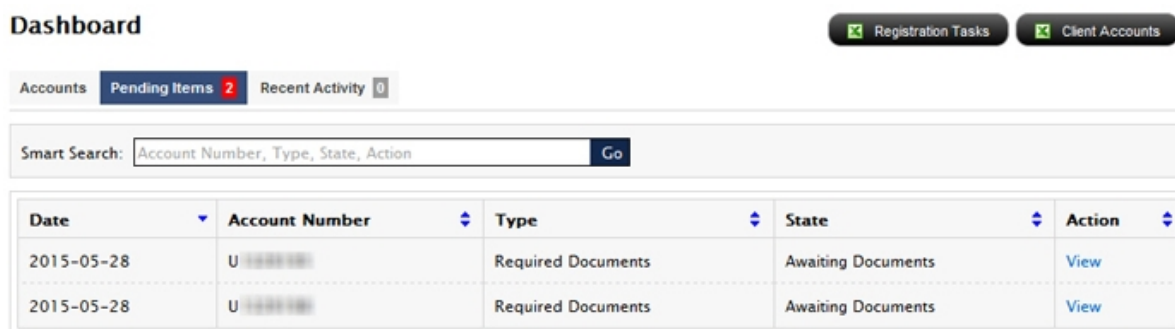 Dashboard
Registration Tasks Client Accounts
Accounts Pending Items 2 Recent Activity 0
Smart Search: Account Number, Type, State, Action Go
Date Account Number Type State Action
2015-05-28 U Required Documents Awaiting Documents View
2015-05-28 U Required Documents Awaiting Documents View